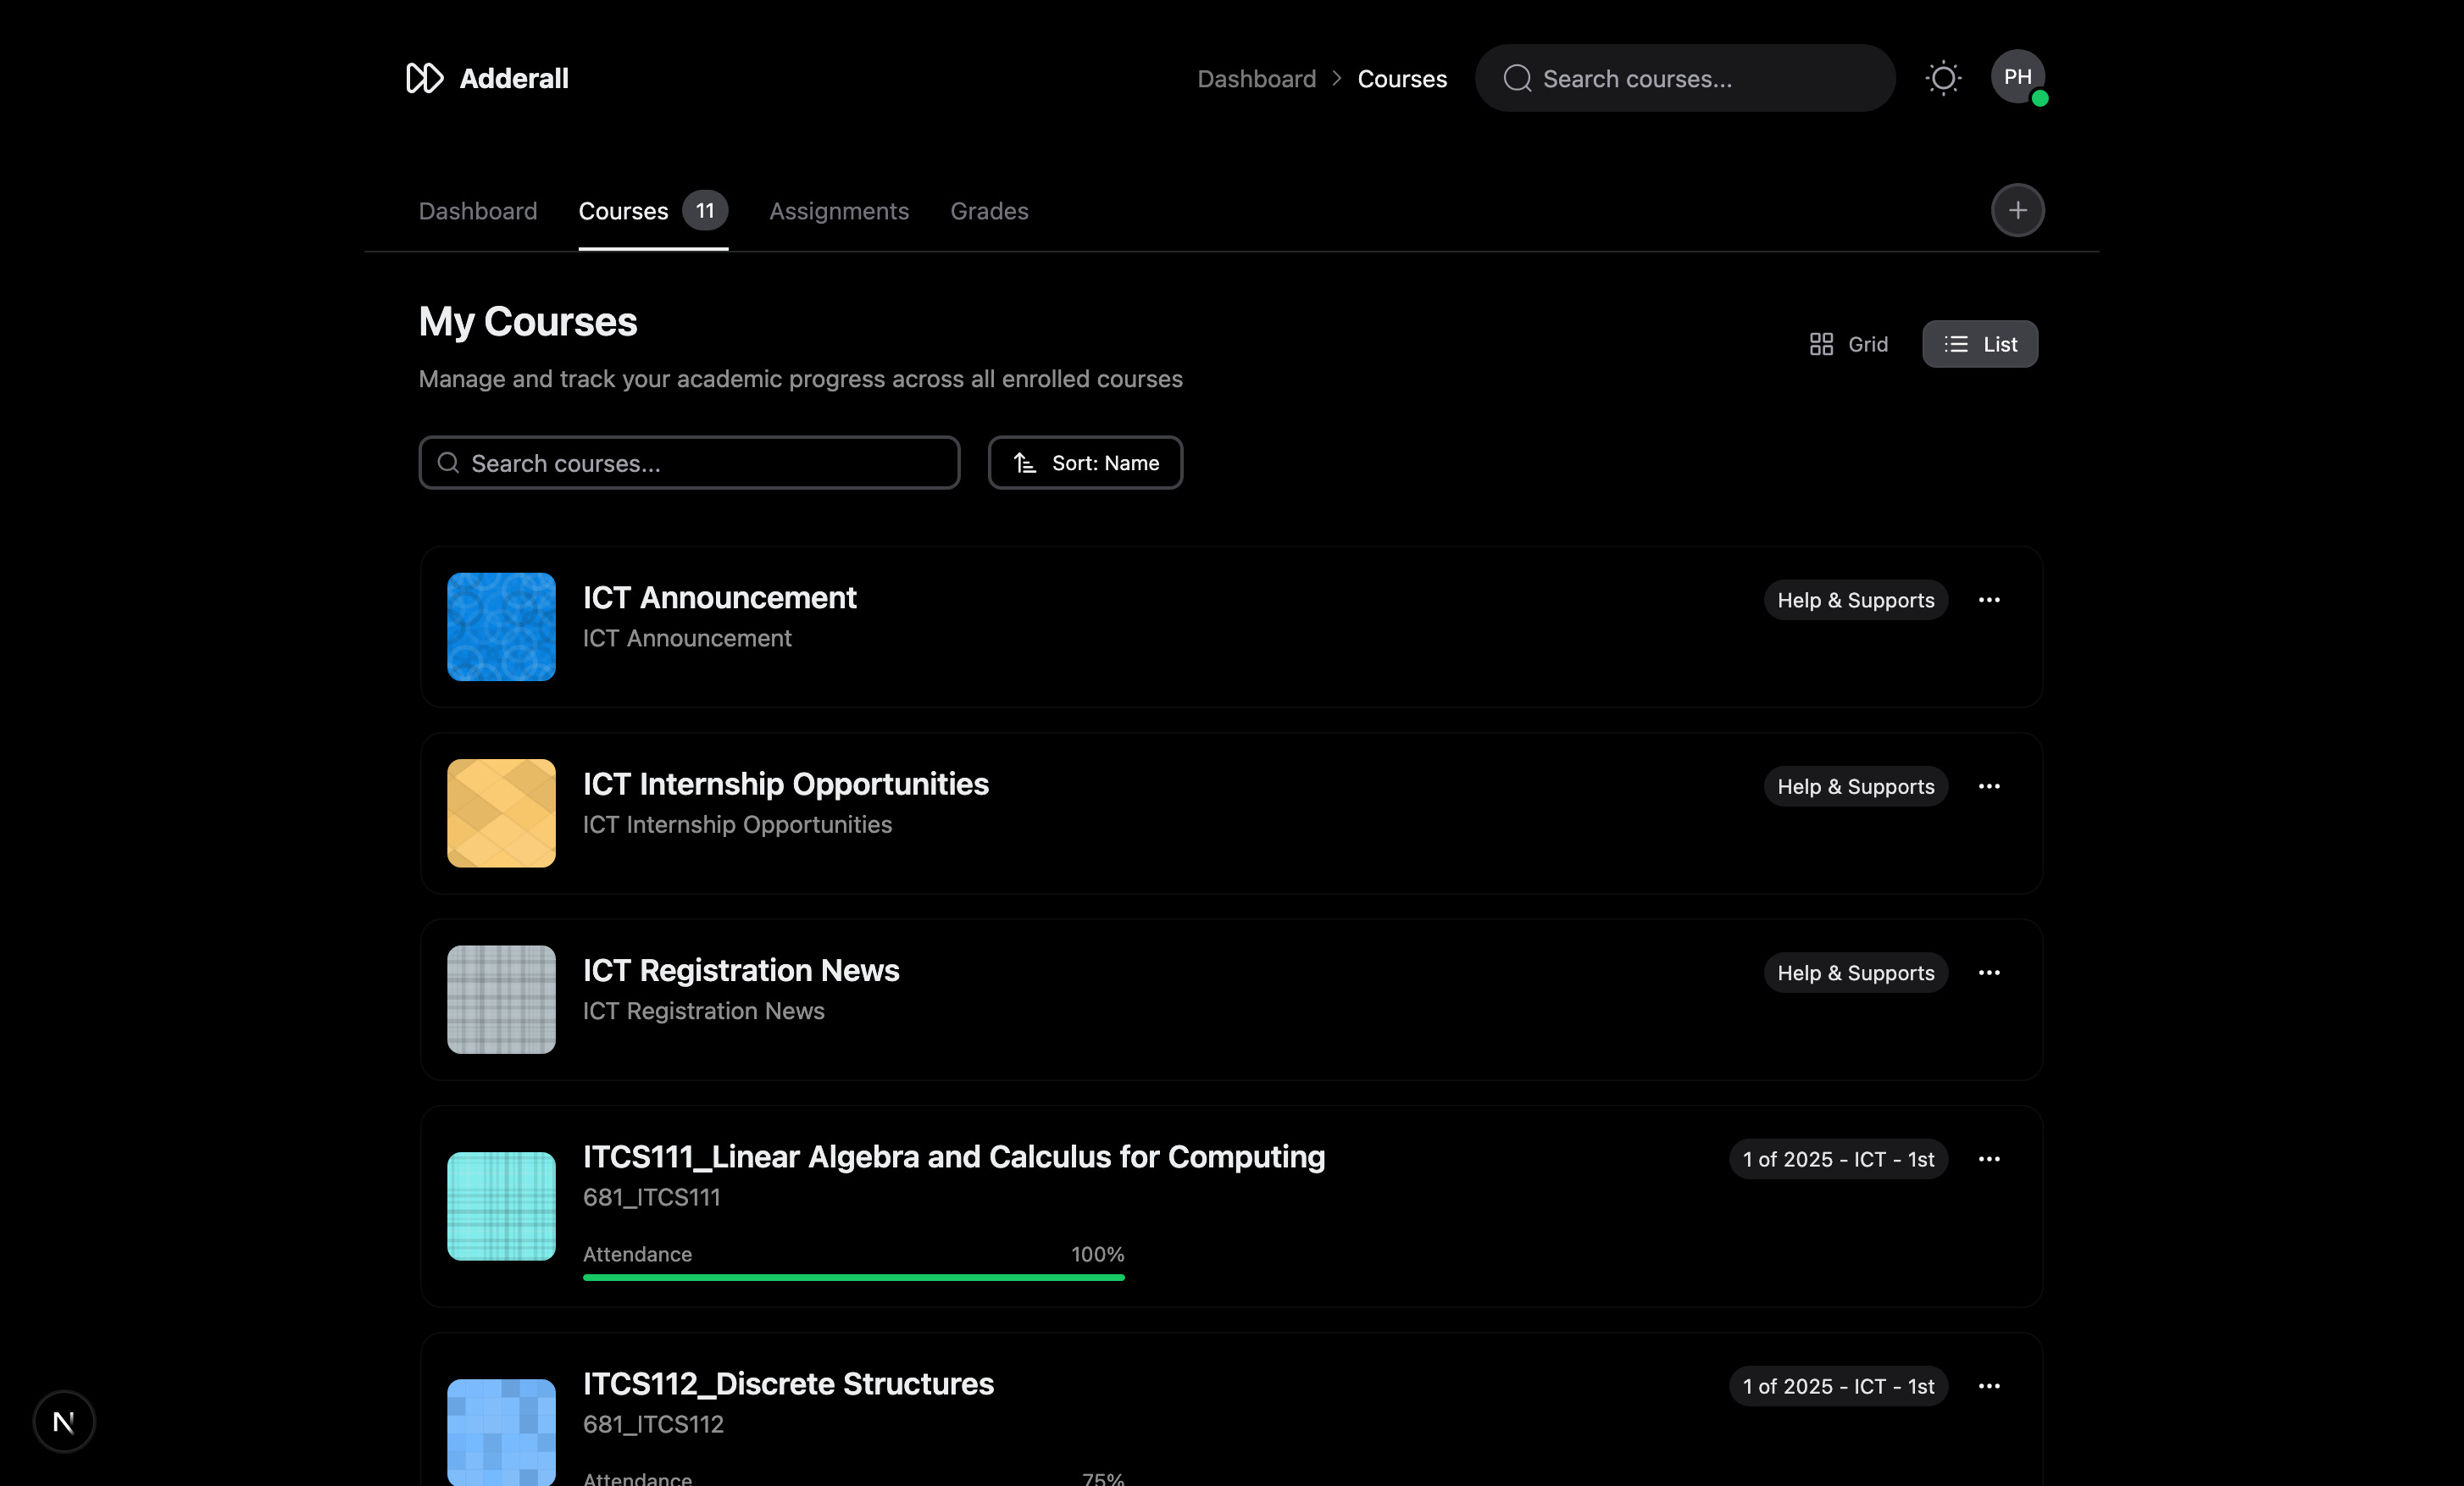 Adderall
Dashboard > Courses
Search courses...
PH
Dashboard
Courses 11
Assignments
Grades
My Courses
Manage and track your academic progress across all enrolled courses
Grid
List
Search courses...
Sort: Name
ICT Announcement
ICT Announcement
Help & Supports
ICT Internship Opportunities
ICT Internship Opportunities
Help & Supports
ICT Registration News
ICT Registration News
Help & Supports
ITCS111_Linear Algebra and Calculus for Computing
681_ITCS111
1 of 2025 - ICT - 1st
Attendance 100%
ITCS112_Discrete Structures
681_ITCS112
1 of 2025 - ICT - 1st
Attendance 75%
N